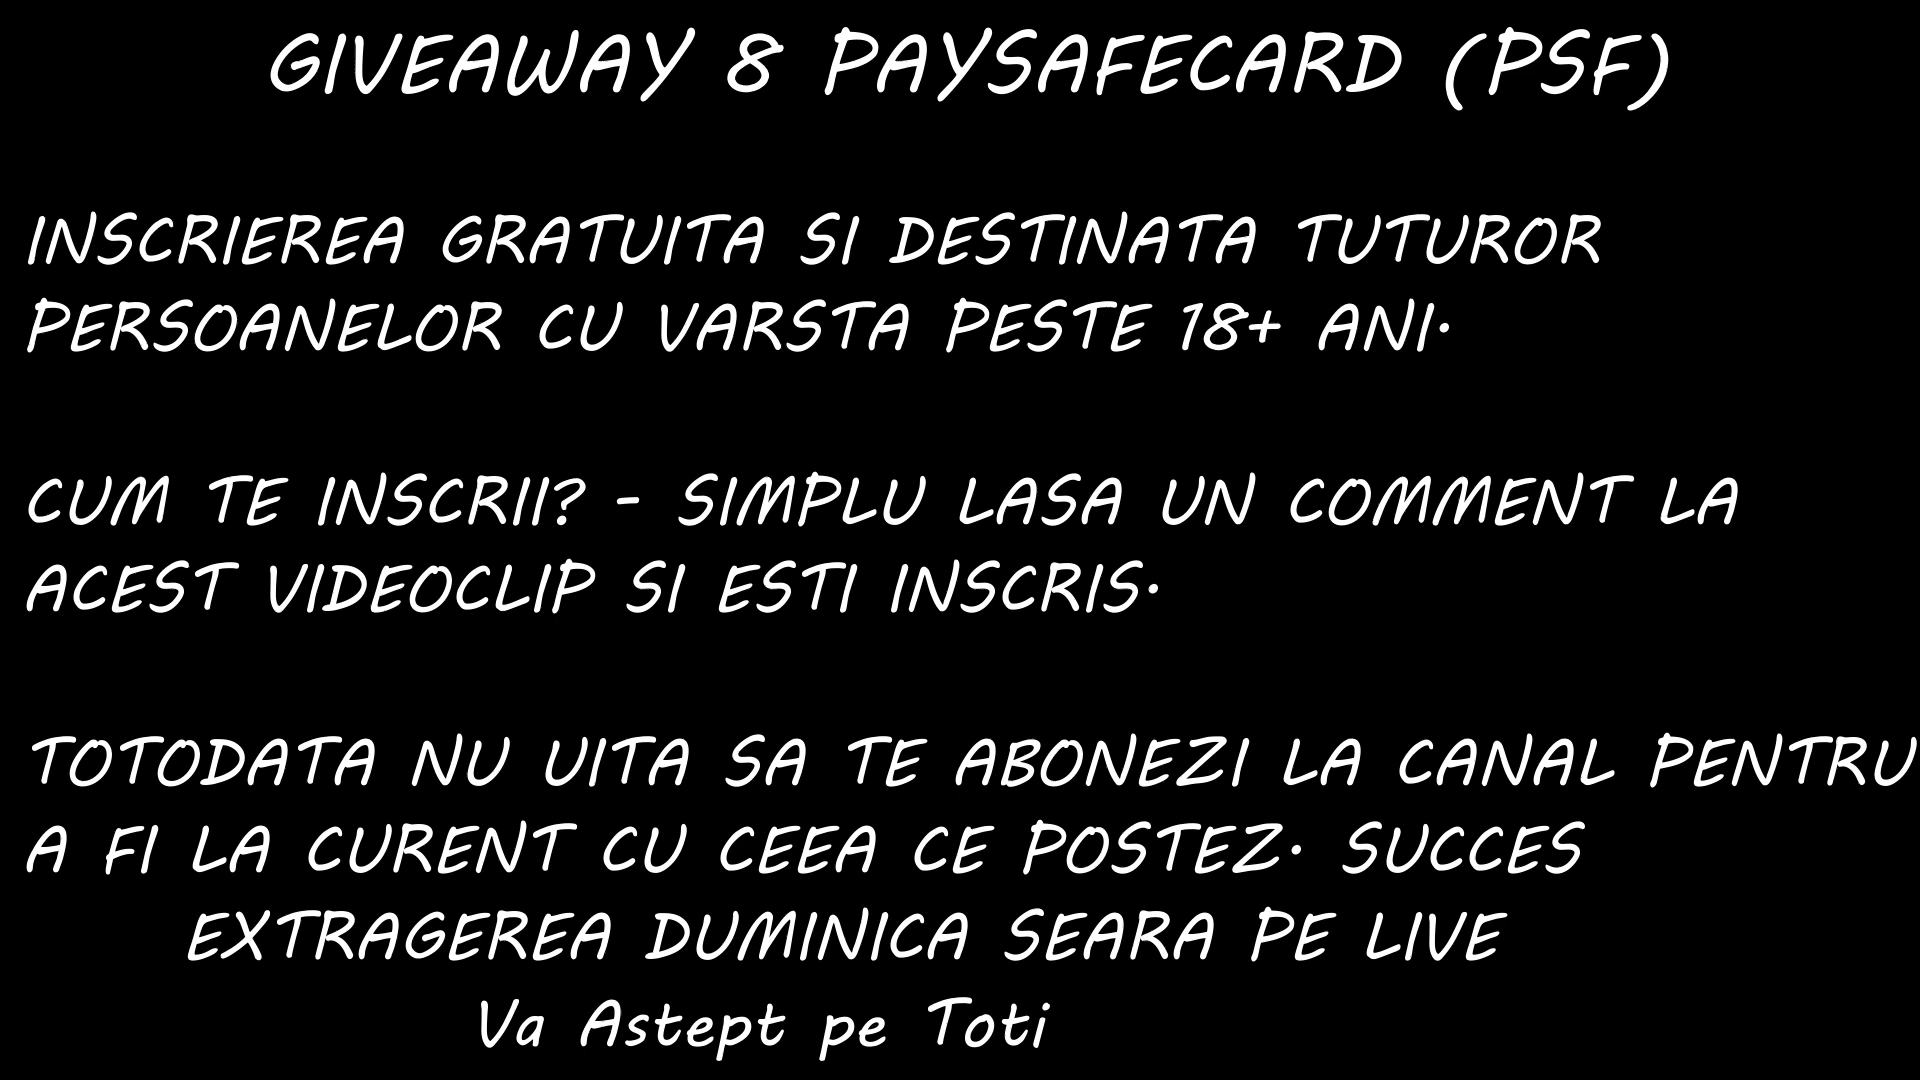 GIVEAWAY 8 PAYSAFECARD (PSF)
INSCRIEREA GRATUITA SI DESTINATA TUTUROR
PERSOANELOR CU VARSTA PESTE 18+ ANI.
CUM TE INSCRII? - SIMPLU LASA UN COMMENT LA
ACEST VIDEOCLIP SI ESTI INSCRIS.
TOTODATA NU UITA SA TE ABONEZI LA CANAL PENTRU
A FI LA CURENT CU CEEA CE POSTEZ. SUCCES
EXTRAGEREA DUMINICA SEARA PE LIVE
Va Astept pe Toti